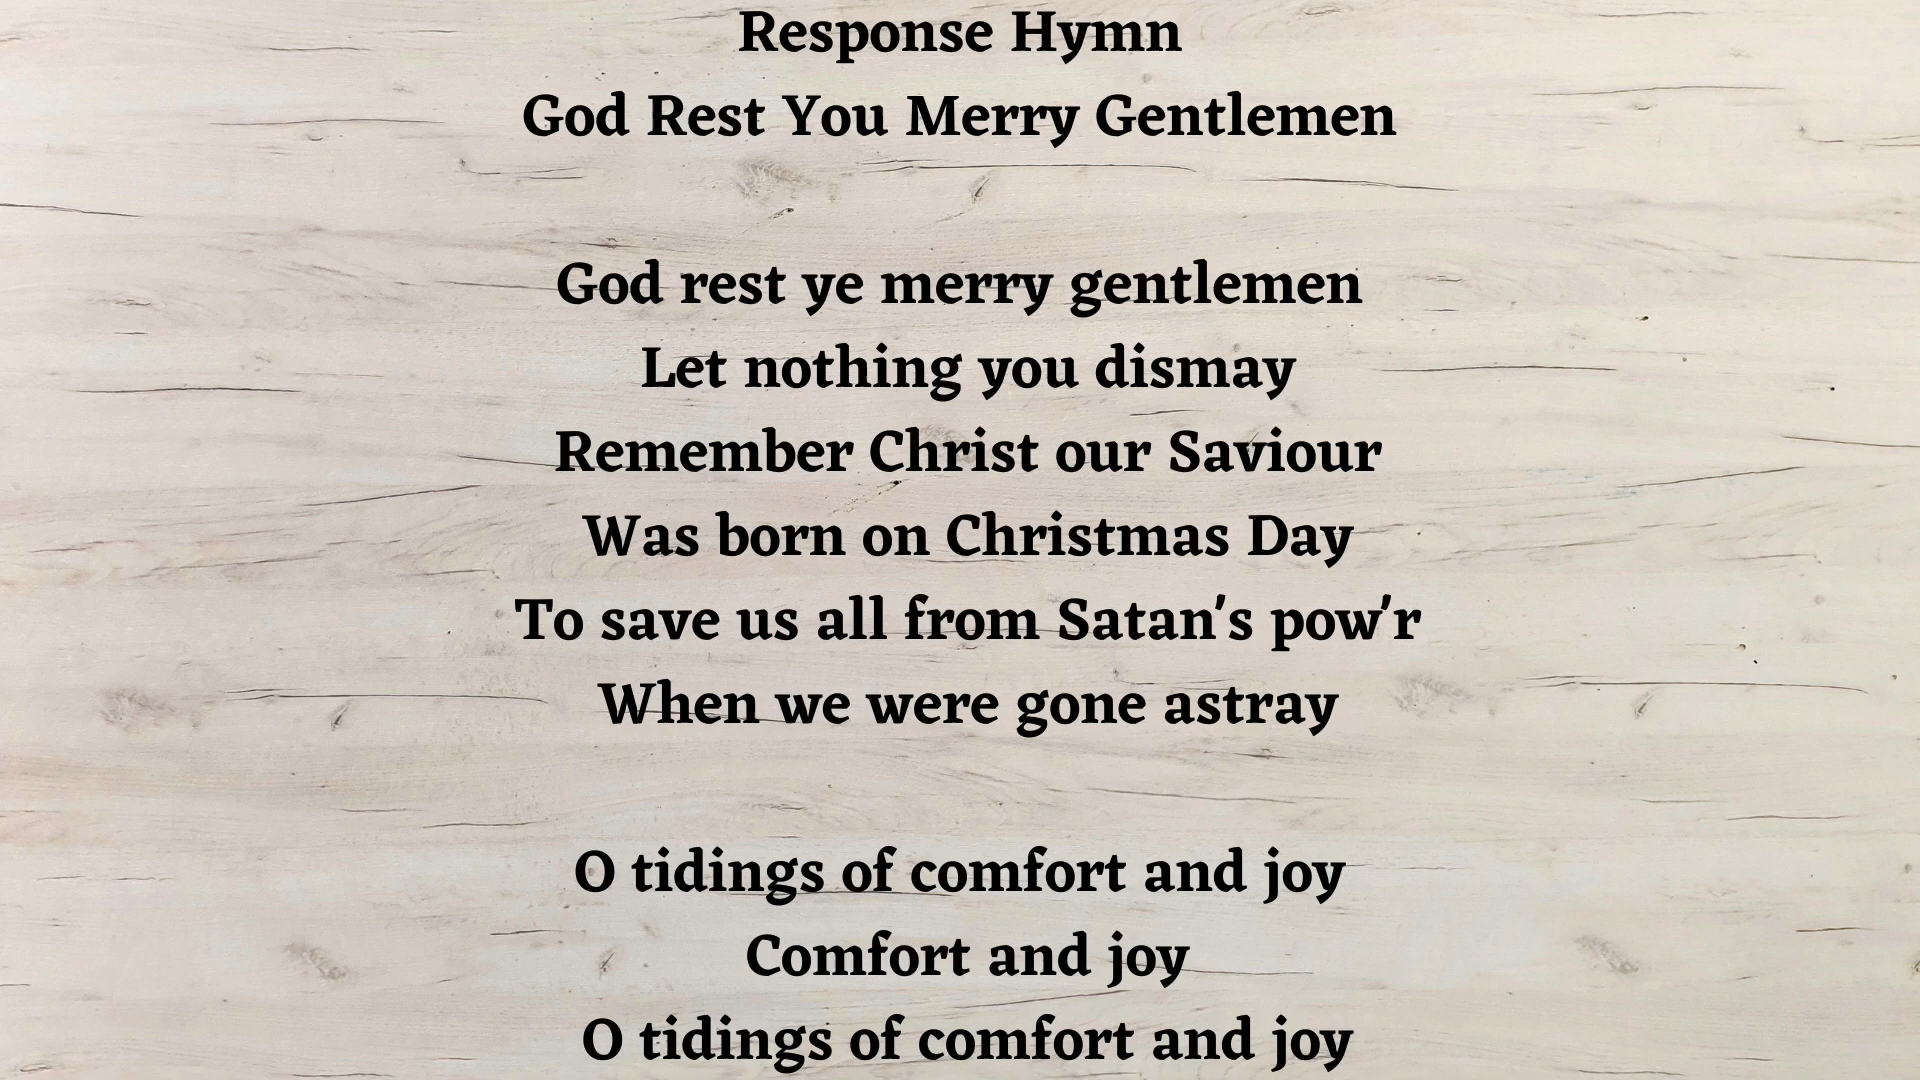 Response Hymn
God Rest You Merry Gentlemen
God rest ye merry gentlemen
Let nothing you dismay
Remember Christ our Saviour
Was born on Christmas Day
To save us all from Satan's pow'r
When we were gone astray
O tidings of comfort and joy
Comfort and joy
O tidings of comfort and joy